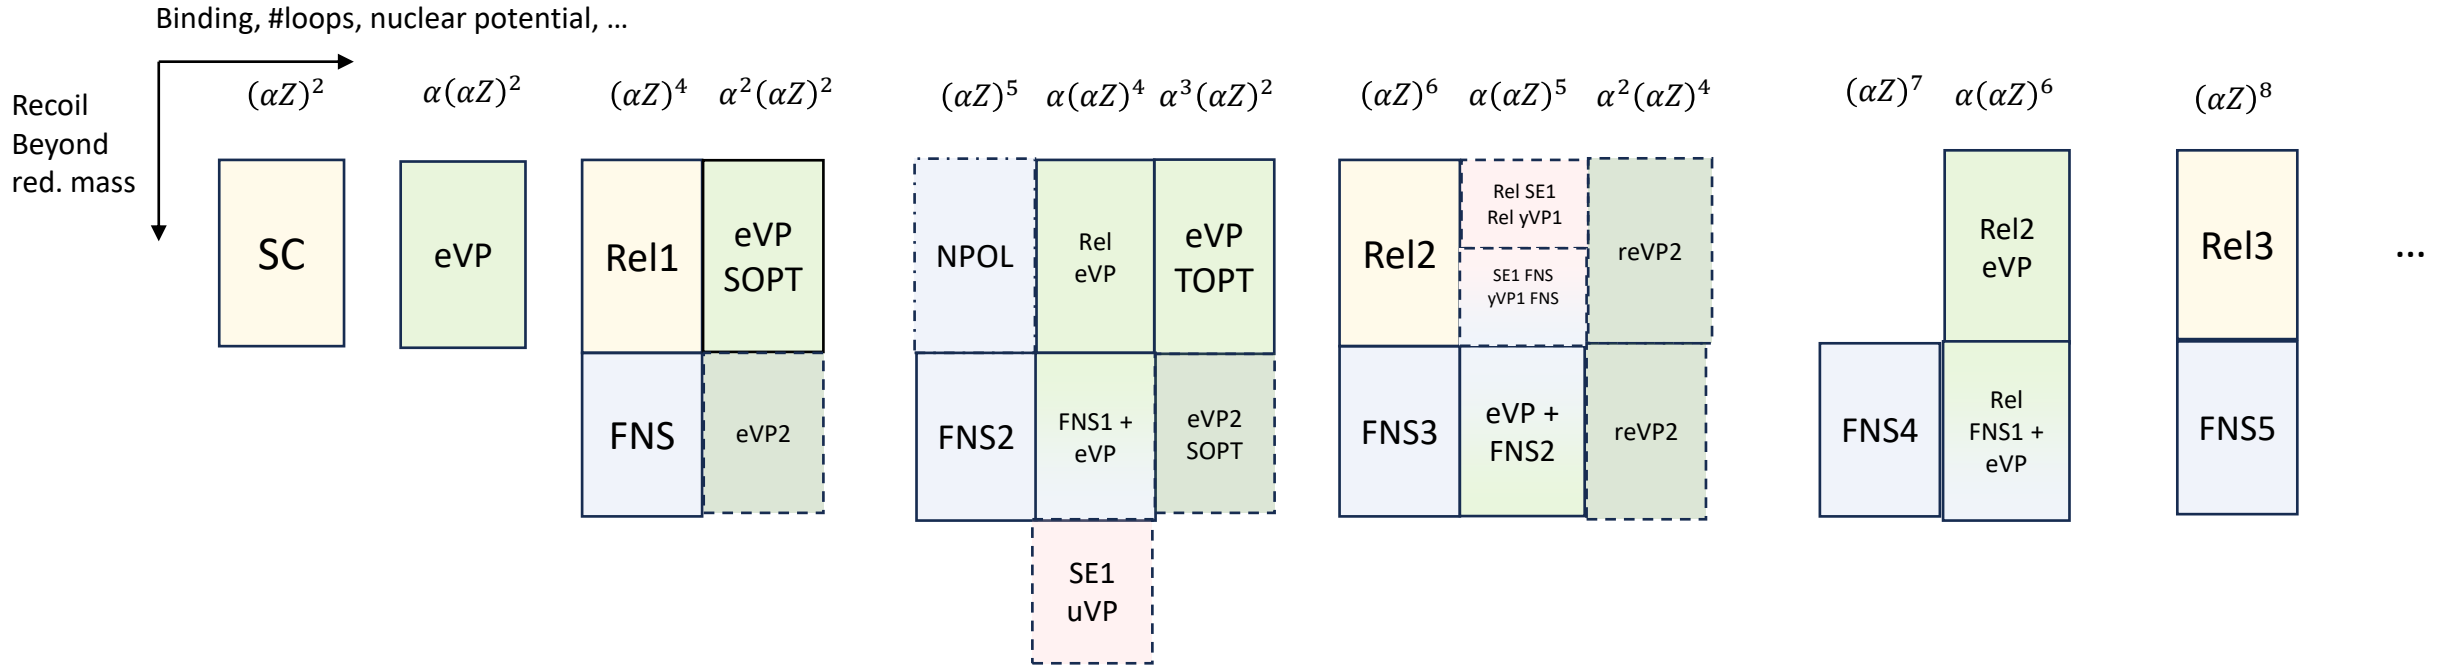 Binding, #loops, nuclear potential, ...
Recoil
Beyond
red. mass
(αZ)² α(αZ)² (αZ)⁴ α²(αZ)² (αZ)⁵ α(αZ)⁴ α³(αZ)² (αZ)⁶ α(αZ)⁵ α²(αZ)⁴ (αZ)⁷ α(αZ)⁶ (αZ)⁸
SC
eVP
Rel1
eVP
SOPT
NPOL
Rel
eVP
eVP
TOPT
Rel2
Rel SE1
Rel yVP1
SE1 FNS
yVP1 FNS
reVP2
Rel2
eVP
Rel3
...
FNS
eVP2
FNS2
FNS1 +
eVP
eVP2
SOPT
FNS3
eVP +
FNS2
reVP2
FNS4
Rel
FNS1 +
eVP
FNS5
SE1
uVP